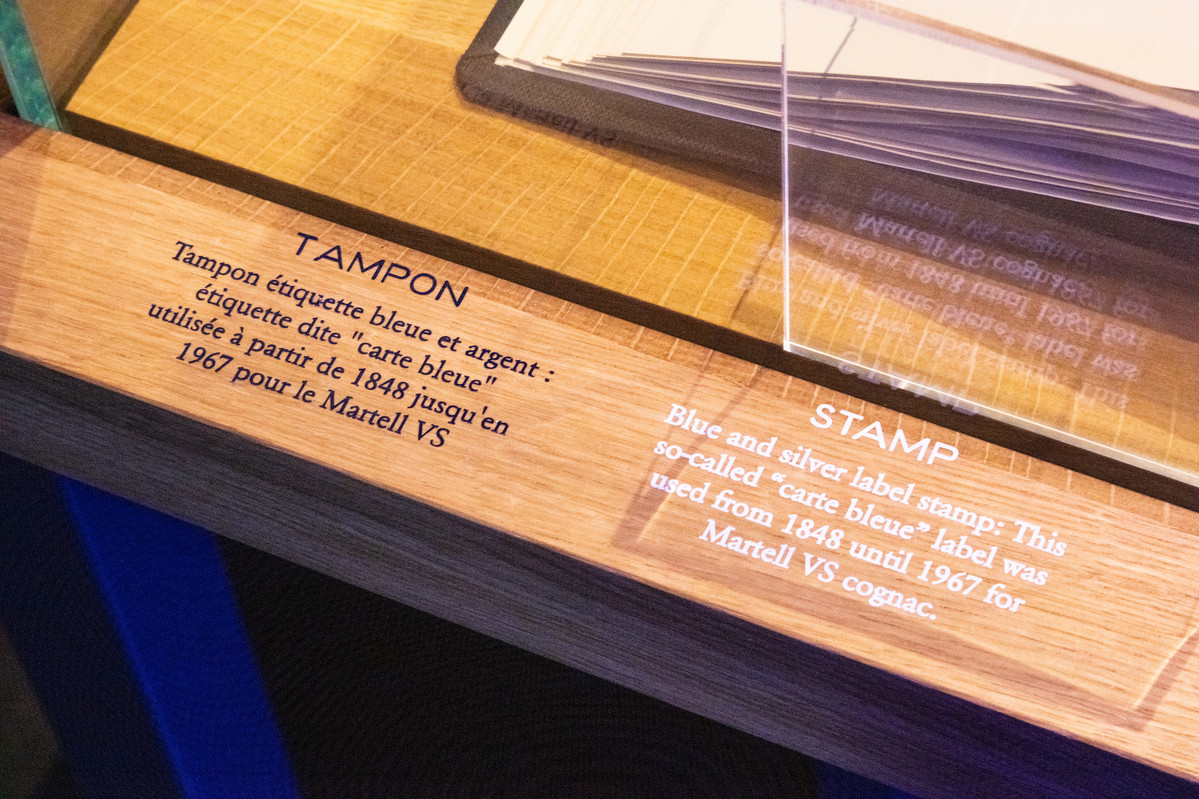 TAMPON
Tampon étiquette bleue et argent :
étiquette dite "carte bleue"
utilisée à partir de 1848 jusqu'en
1967 pour le Martell VS
STAMP
Blue and silver label stamp: This
so-called “carte bleue” label was
used from 1848 until 1967 for
Martell VS cognac.